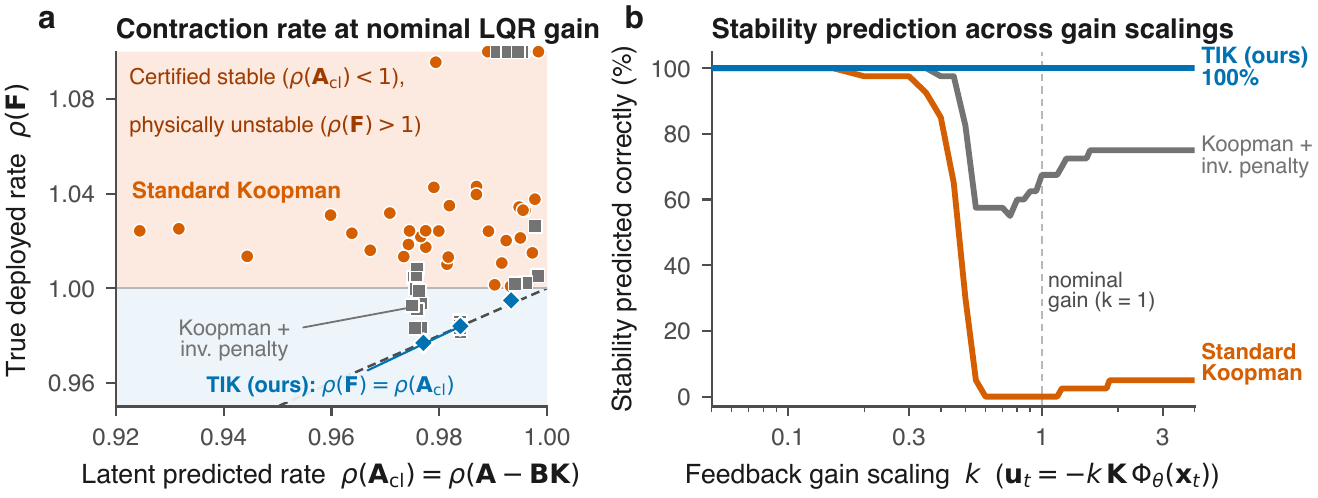 a
Contraction rate at nominal LQR gain
Certified stable (ρ(A_cl) < 1),
physically unstable (ρ(F) > 1)
Standard Koopman
Koopman +
inv. penalty
TIK (ours): ρ(F) = ρ(A_cl)
True deployed rate ρ(F)
1.08
1.04
1.00
0.96
0.92
0.94
0.96
0.98
1.00
Latent predicted rate ρ(A_cl) = ρ(A − BK)
b
Stability prediction across gain scalings
TIK (ours)
100%
Koopman +
inv. penalty
nominal
gain (k = 1)
Standard
Koopman
Stability predicted correctly (%)
100
80
60
40
20
0
0.1
0.3
1
3
Feedback gain scaling k (u_t = −k K Φ_θ(x_t))